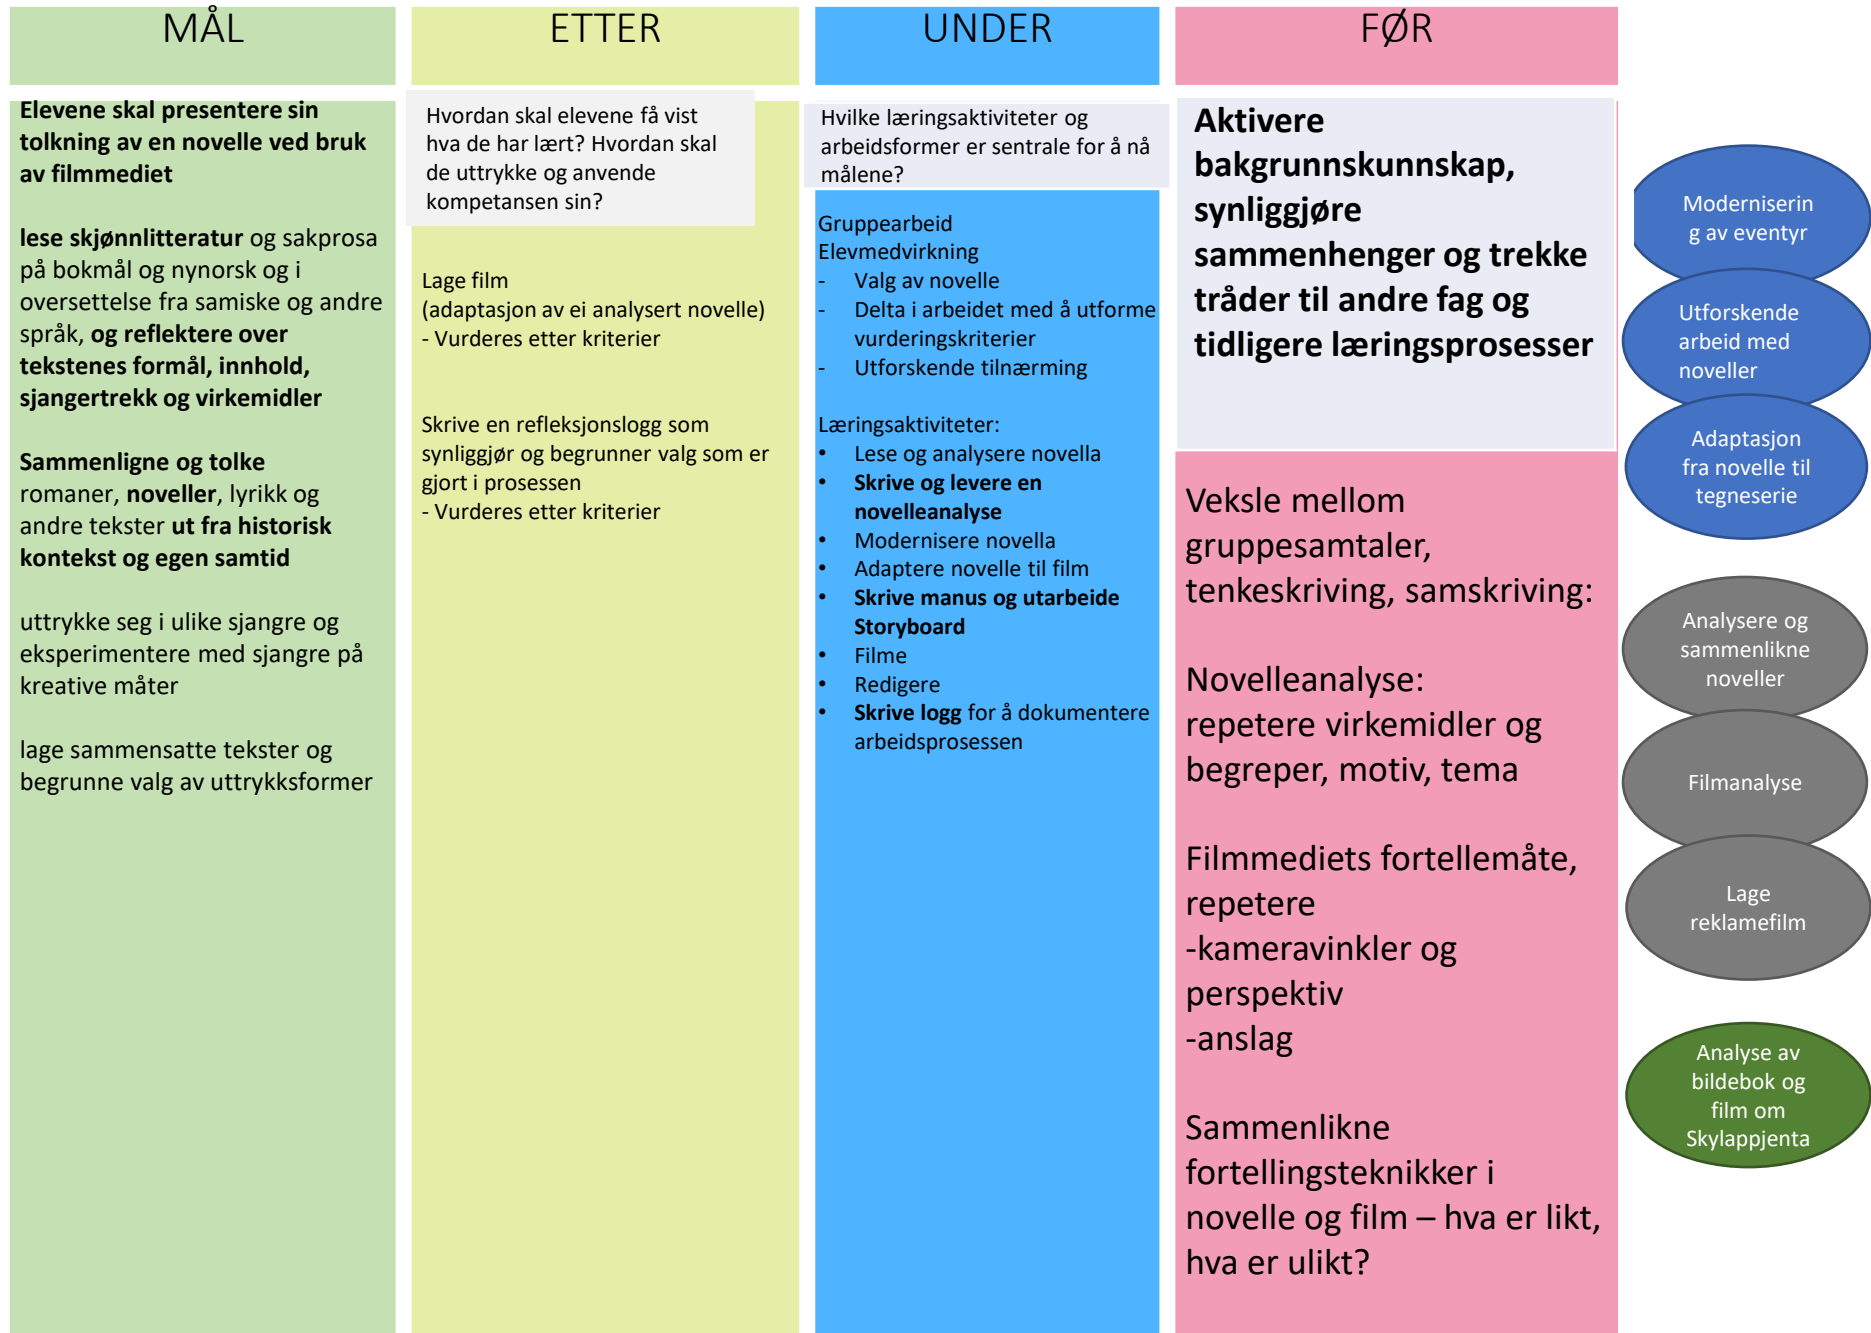 MÅL
Elevene skal presentere sin
tolkning av en novelle ved bruk
av filmmediet
lese skjønnlitteratur og sakprosa
på bokmål og nynorsk og i
oversettelse fra samiske og andre
språk, og reflektere over
tekstenes formål, innhold,
sjangertrekk og virkemidler
Sammenligne og tolke
romaner, noveller, lyrikk og
andre tekster ut fra historisk
kontekst og egen samtid
uttrykke seg i ulike sjangre og
eksperimentere med sjangre på
kreative måter
lage sammensatte tekster og
begrunne valg av uttrykksformer
ETTER
Hvordan skal elevene få vist
hva de har lært? Hvordan skal
de uttrykke og anvende
kompetansen sin?
Lage film
(adaptasjon av ei analysert novelle)
- Vurderes etter kriterier
Skrive en refleksjonslogg som
synliggjør og begrunner valg som er
gjort i prosessen
- Vurderes etter kriterier
UNDER
Hvilke læringsaktiviteter og
arbeidsformer er sentrale for å nå
målene?
Gruppearbeid
Elevmedvirkning
- Valg av novelle
- Delta i arbeidet med å utforme
vurderingskriterier
- Utforskende tilnærming
Læringsaktiviteter:
• Lese og analysere novella
• Skrive og levere en
novelleanalyse
• Modernisere novella
• Adaptere novelle til film
• Skrive manus og utarbeide
Storyboard
• Filme
• Redigere
• Skrive logg for å dokumentere
arbeidsprosessen
FØR
Aktivere
bakgrunnskunnskap,
synliggjøre
sammenhenger og trekke
tråder til andre fag og
tidligere læringsprosesser
Veksle mellom
gruppesamtaler,
tenkeskriving, samskriving:
Novelleanalyse:
repetere virkemidler og
begreper, motiv, tema
Filmmediets fortellemåte,
repetere
-kameravinkler og
perspektiv
-anslag
Sammenlikne
fortellingsteknikker i
novelle og film – hva er likt,
hva er ulikt?
Moderniserin
g av eventyr
Utforskende
arbeid med
noveller
Adaptasjon
fra novelle til
tegneserie
Analysere og
sammenlikne
noveller
Filmanalyse
Lage
reklamefilm
Analyse av
bildebok og
film om
Skylappjenta